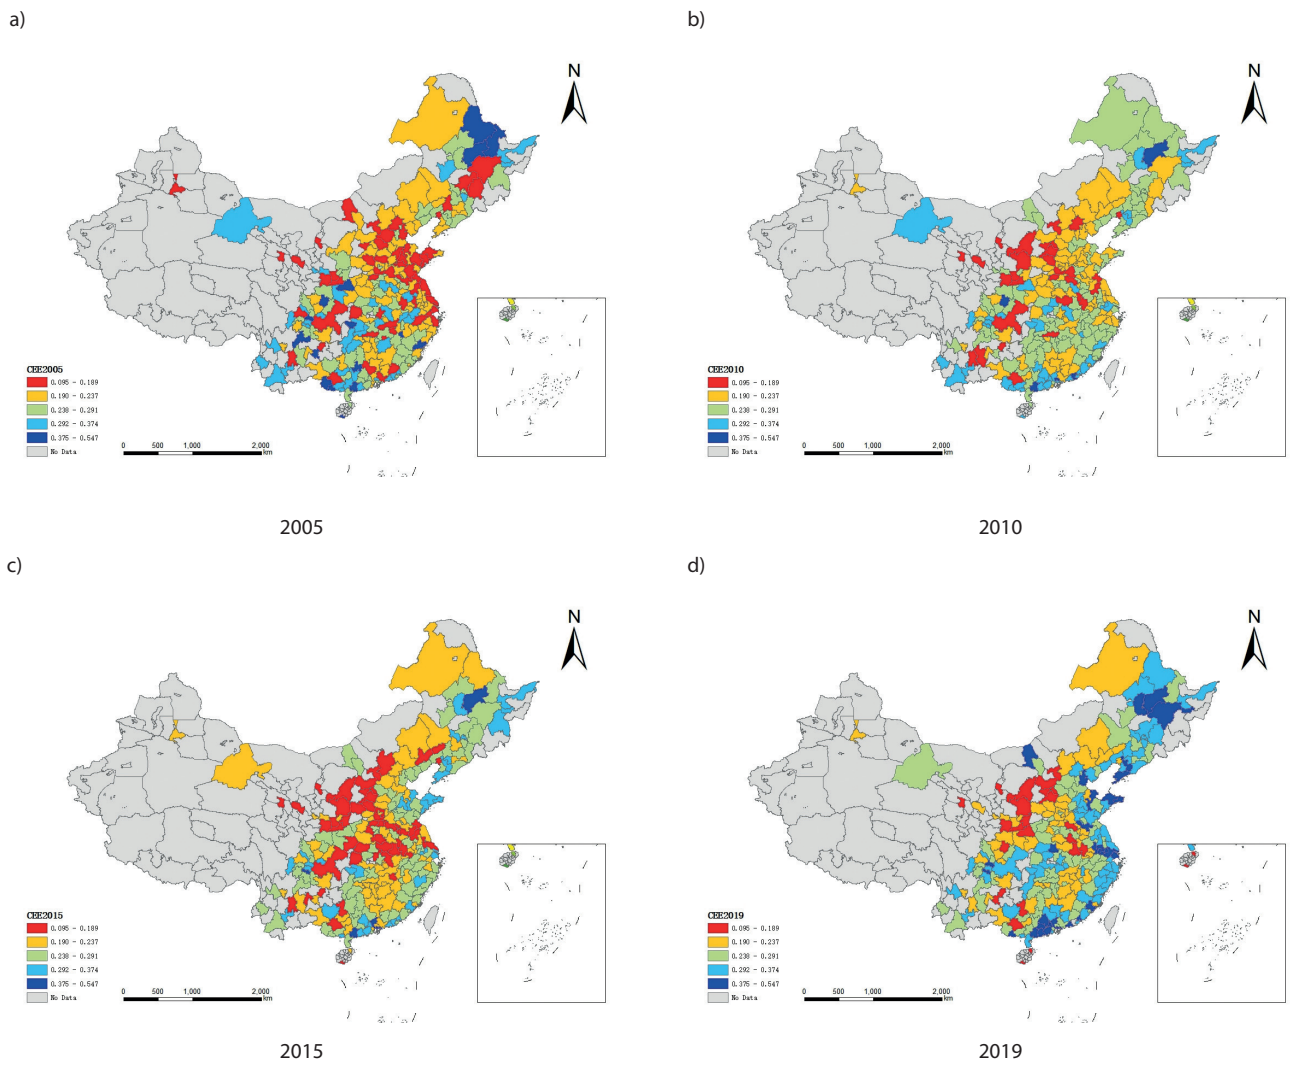 a)
b)
N
N
CEE2005
0.095 - 0.189
0.190 - 0.237
0.238 - 0.291
0.292 - 0.374
0.375 - 0.547
No Data
0 500 1,000 2,000
km
CEE2010
0.095 - 0.189
0.190 - 0.237
0.238 - 0.291
0.292 - 0.374
0.375 - 0.547
No Data
0 500 1,000 2,000
km
2005
2010
c)
d)
N
N
CEE2015
0.095 - 0.189
0.190 - 0.237
0.238 - 0.291
0.292 - 0.374
0.375 - 0.547
No Data
0 500 1,000 2,000
km
CEE2019
0.095 - 0.189
0.190 - 0.237
0.238 - 0.291
0.292 - 0.374
0.375 - 0.547
No Data
0 500 1,000 2,000
km
2015
2019